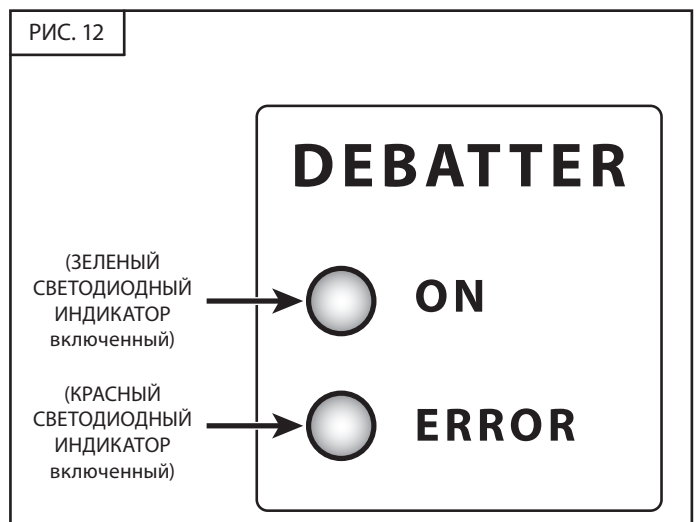 РИС. 12
DEBATTER
(ЗЕЛЕНЫЙ
СВЕТОДИОДНЫЙ
ИНДИКАТОР
включенный)
ON
(КРАСНЫЙ
СВЕТОДИОДНЫЙ
ИНДИКАТОР
включенный)
ERROR